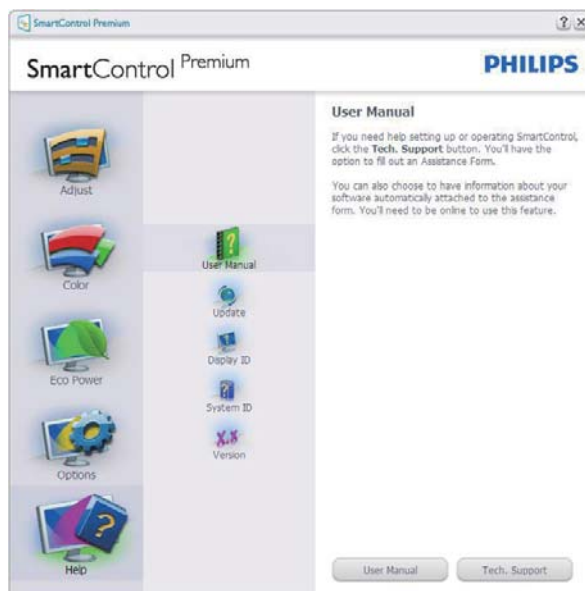 SmartControl Premium
SmartControl Premium
PHILIPS
Adjust
Color
Eco Power
Options
Help
User Manual
Update
Display ID
System ID
X.X
Version
User Manual
If you need help setting up or operating SmartControl,
click the Tech. Support button. You'll have the
option to fill out an Assistance Form.
You can also choose to have information about your
software automatically attached to the assistance
form. You'll need to be online to use this feature.
User Manual
Tech. Support